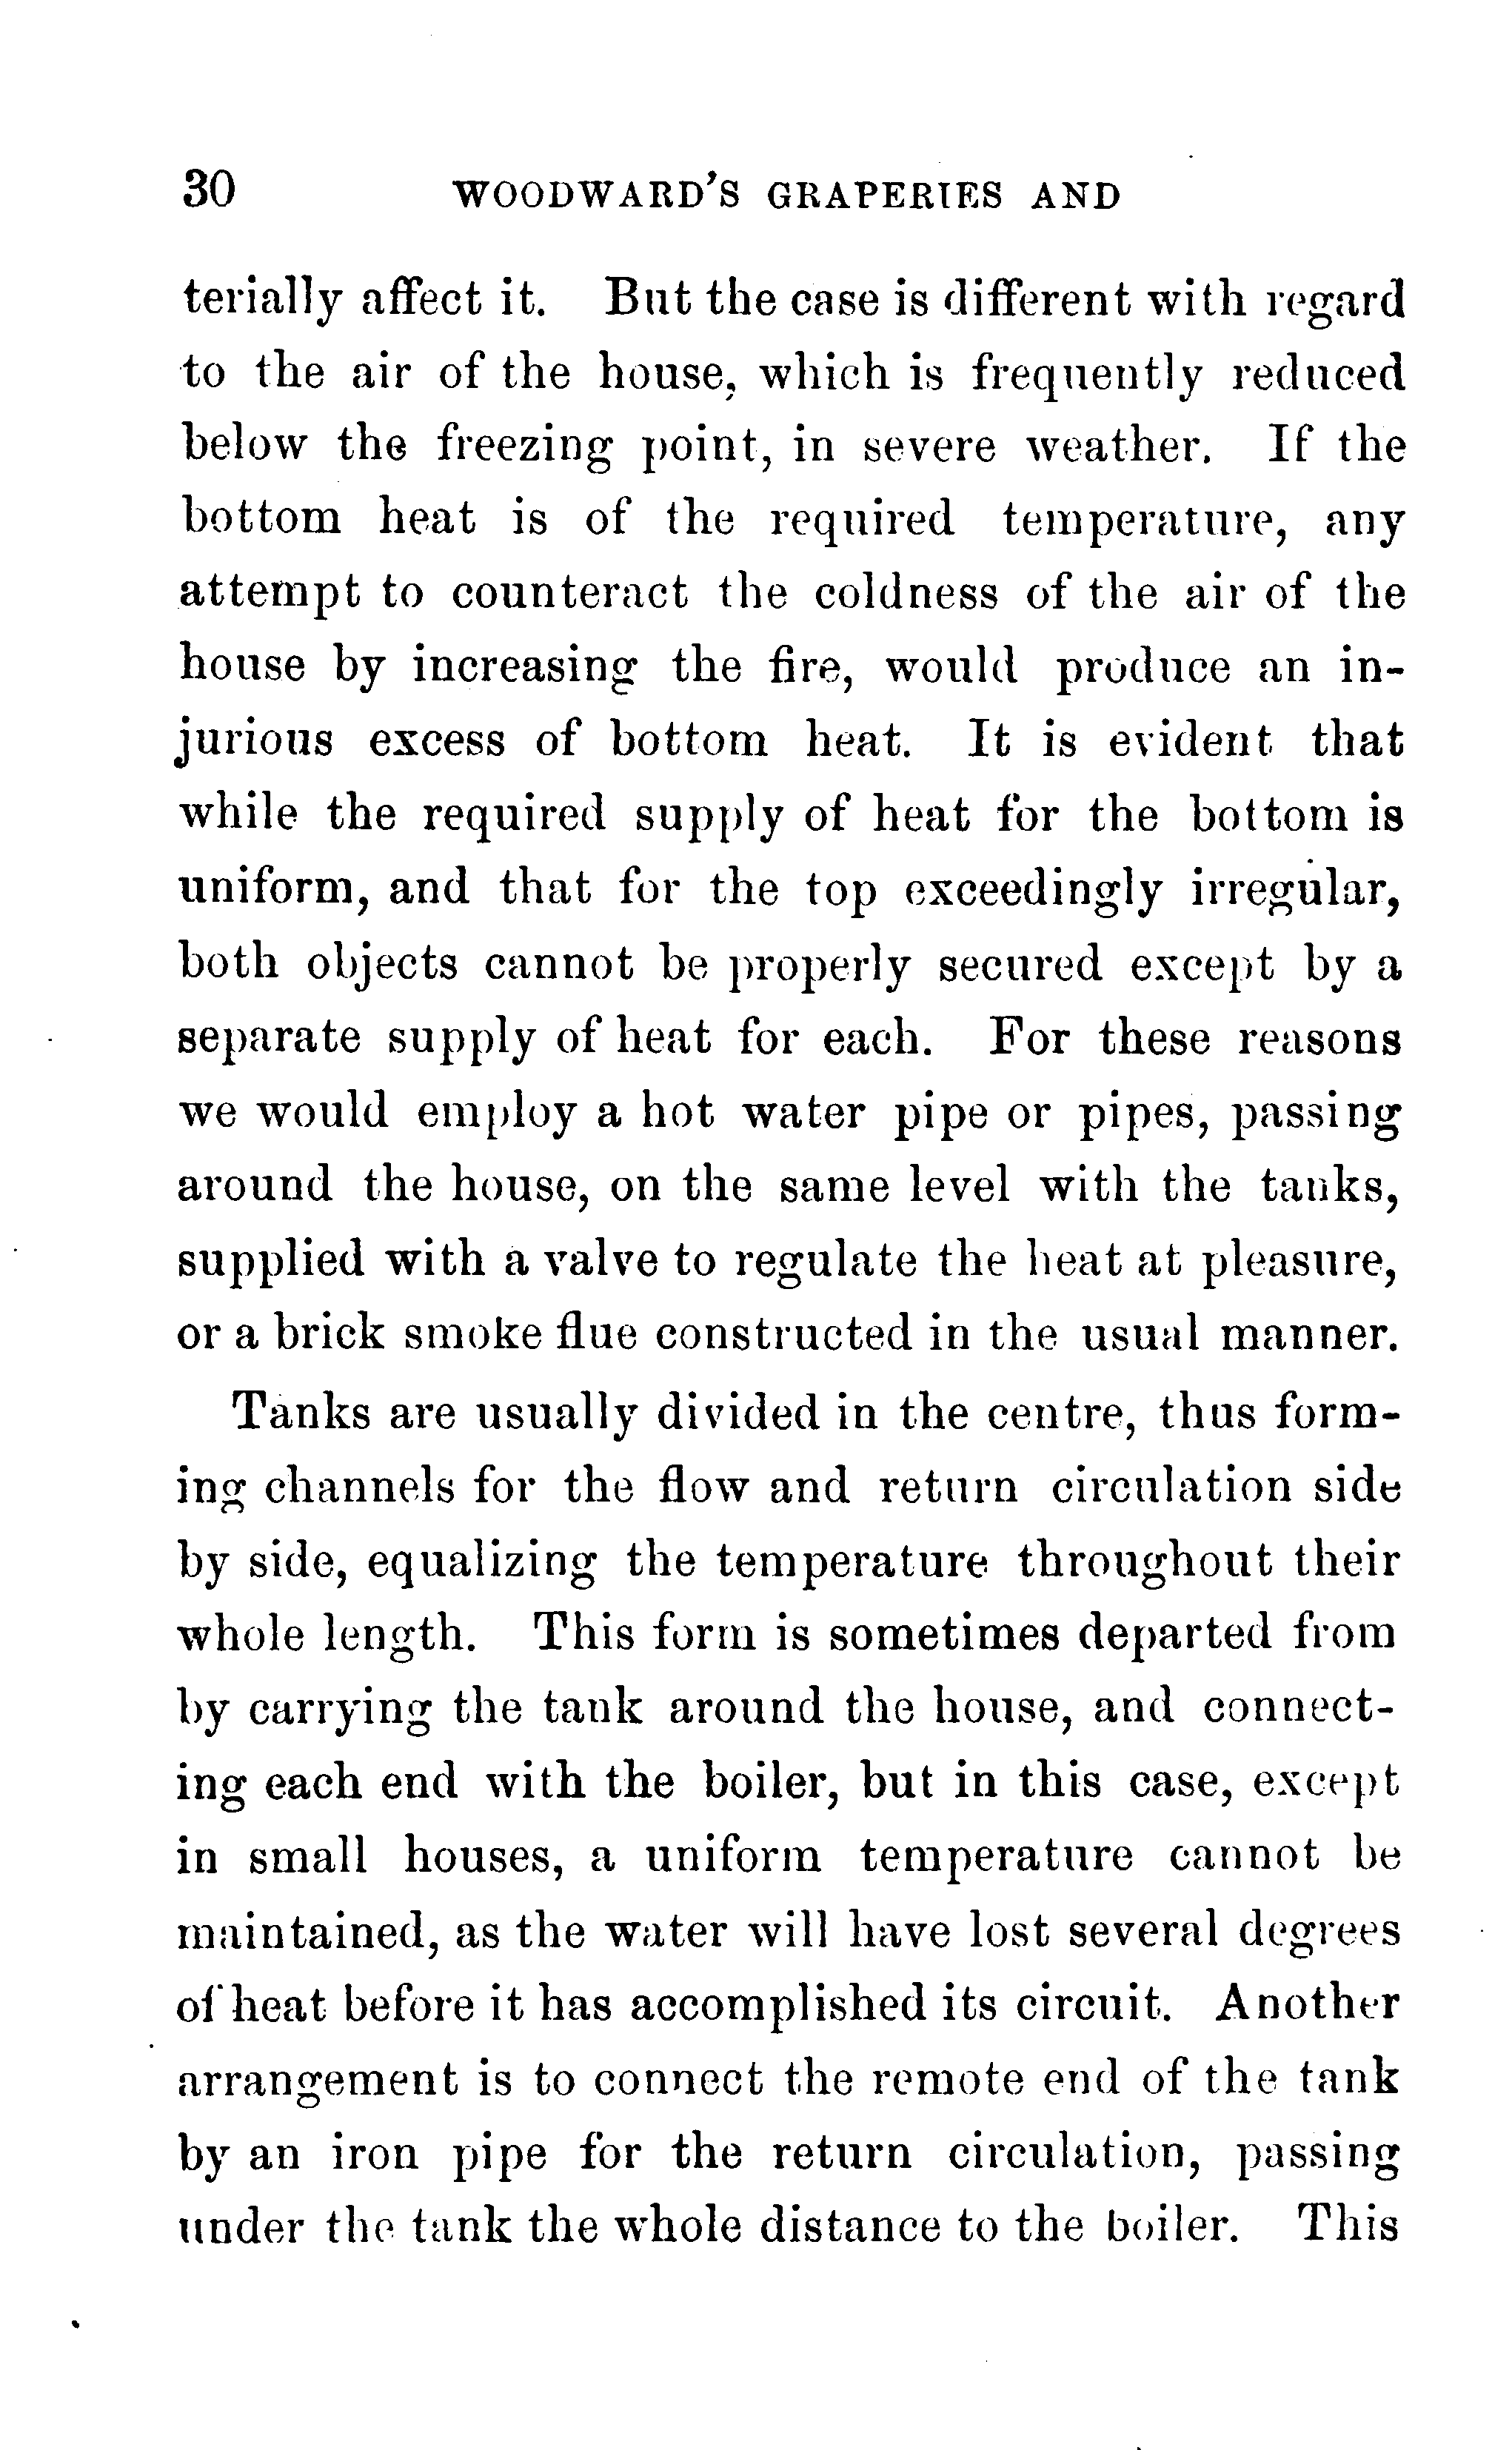 30 WOODWARD'S GRAPERIES AND
terially affect it. But the case is different with regard
to the air of the house, which is frequently reduced
below the freezing point, in severe weather. If the
bottom heat is of the required temperature, any
attempt to counteract the coldness of the air of the
house by increasing the fire, would produce an in-
jurious excess of bottom heat. It is evident that
while the required supply of heat for the bottom is
uniform, and that for the top exceedingly irregular,
both objects cannot be properly secured except by a
separate supply of heat for each. For these reasons
we would employ a hot water pipe or pipes, passing
around the house, on the same level with the tanks,
supplied with a valve to regulate the heat at pleasure,
or a brick smoke flue constructed in the usual manner.
Tanks are usually divided in the centre, thus form-
ing channels for the flow and return circulation side
by side, equalizing the temperature throughout their
whole length. This form is sometimes departed from
by carrying the tank around the house, and connect-
ing each end with the boiler, but in this case, except
in small houses, a uniform temperature cannot be
maintained, as the water will have lost several degrees
of heat before it has accomplished its circuit. Another
arrangement is to connect the remote end of the tank
by an iron pipe for the return circulation, passing
under the tank the whole distance to the boiler. This